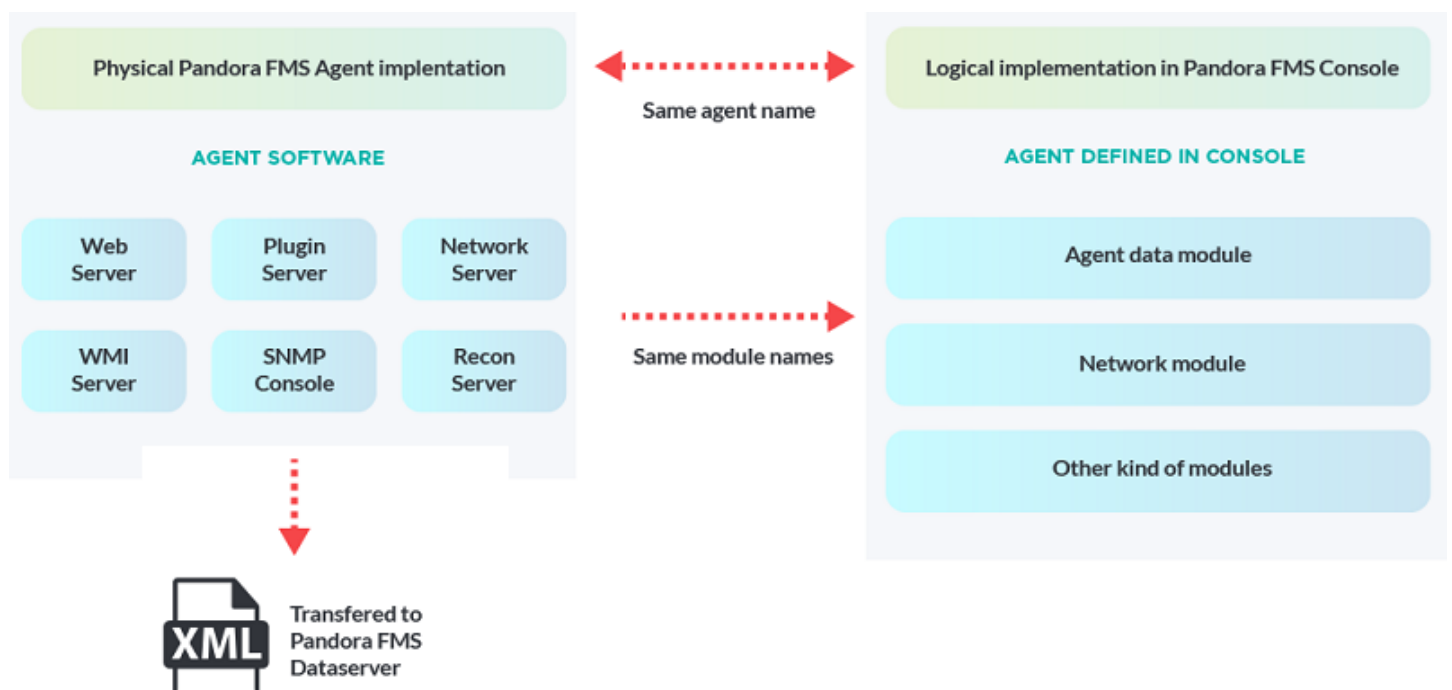 Physical Pandora FMS Agent implentation
Same agent name
Logical implementation in Pandora FMS Console
AGENT SOFTWARE
AGENT DEFINED IN CONSOLE
Web
Server
Plugin
Server
Network
Server
WMI
Server
SNMP
Console
Recon
Server
Same module names
Agent data module
Network module
Other kind of modules
XML
Transfered to
Pandora FMS
Dataserver